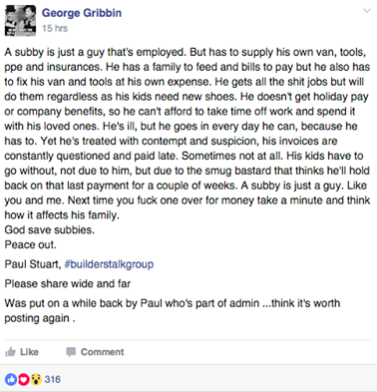 George Gribbin
15 hrs
A subby is just a guy that's employed. But has to supply his own van, tools,
ppe and insurances. He has a family to feed and bills to pay but he also has
to fix his van and tools at his own expense. He gets all the shit jobs but will
do them regardless as his kids need new shoes. He doesn't get holiday pay
or company benefits, so he can't afford to take time off work and spend it
with his loved ones. He's ill, but he goes in every day he can, because he
has to. Yet he's treated with contempt and suspicion, his invoices are
constantly questioned and paid late. Sometimes not at all. His kids have to
go without, not due to him, but due to the smug bastard that thinks he'll hold
back on that last payment for a couple of weeks. A subby is just a guy. Like
you and me. Next time you fuck one over for money take a minute and think
how it affects his family.
God save subbies.
Peace out.
Paul Stuart, #builderstalkgroup
Please share wide and far
Was put on a while back by Paul who's part of admin ...think it's worth
posting again .
Like Comment
316